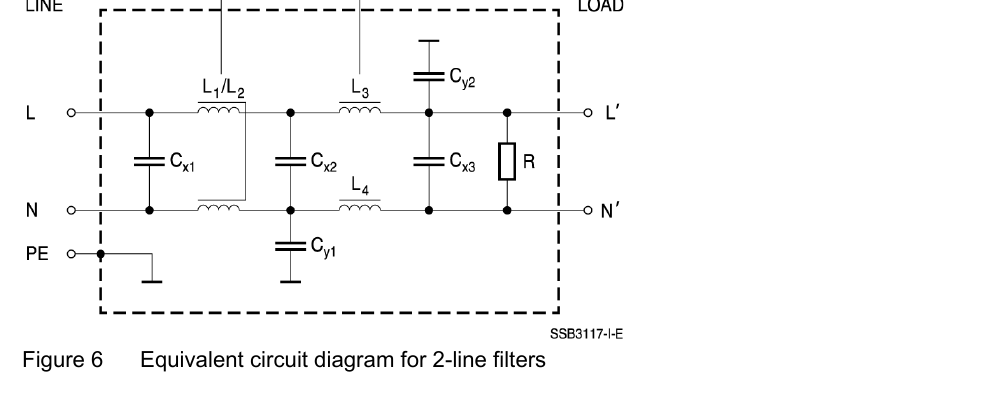 LINE LOAD
L₁/L₂ L₃ Cy2
L L′
Cx1 Cx2 Cx3 R
L₄
N N′
PE Cy1
SSB3117-I-E
Figure 6 Equivalent circuit diagram for 2-line filters